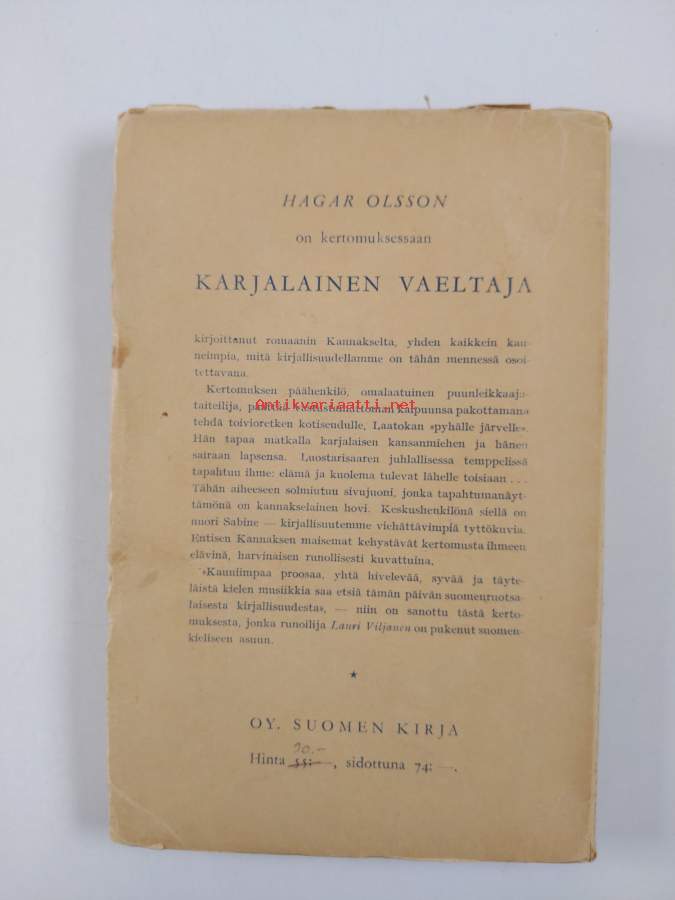 HAGAR OLSSON
on kertomuksessaan
KARJALAINEN VAELTAJA
kirjoittanut romaanin Kannakselta, yhden kaikkein kau-
neimpia, mitä kirjallisuudellamme on tähän mennessä osoi-
tettavana.
Kertomuksen päähenkilö, omalaatuinen puunleikkaaja-
taiteilija, kaipuunsa pakottamana
Antikvariaatti.net
tehdä toivioretken kotiseudulle, Laatokan »pyhälle järvelle».
Hän tapaa matkalla karjalaisen kansanmiehen ja hänen
sairaan lapsensa. Luostarisaaren juhlallisessa temppelissä
tapahtuu ihme: elämä ja kuolema tulevat lähelle toisiaan . . .
Tähän aiheeseen solmiutuu sivujuoni, jonka tapahtumanäyt-
tämönä on kannakselainen hovi. Keskushenkilönä siellä on
nuori Sabine — kirjallisuutemme viehättävimpiä tyttökuvia.
Entisen Kannaksen maisemat kehystävät kertomusta ihmeen
elävinä, harvinaisen runollisesti kuvattuina.
»Kauniimpaa proosaa, yhtä hivelevää, syvää ja täyte-
läistä kielen musiikkia saa etsiä tämän päivän suomenruotsa-
laisesta kirjallisuudesta», — niin on sanottu tästä kerto-
muksesta, jonka runoilija Lauri Viljanen on pukenut suomen-
kieliseen asuun.
OY. SUOMEN KIRJA
Hinta 55:—, sidottuna 74: —.